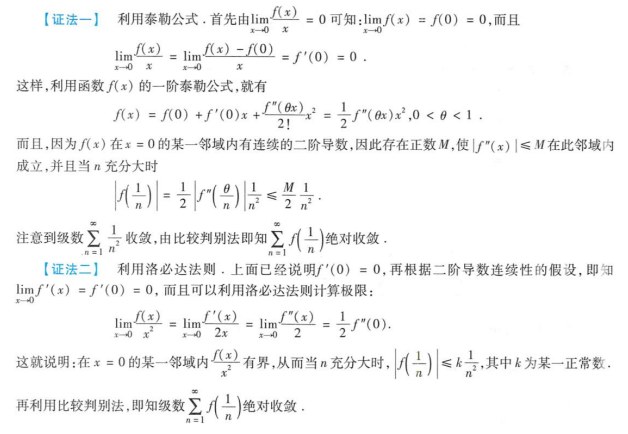 【证法一】 利用泰勒公式．首先由lim_{x→0} f(x)/x = 0 可知:lim_{x→0} f(x) = f(0) = 0,而且
lim_{x→0} f(x)/x = lim_{x→0} (f(x) − f(0))/x = f′(0) = 0 .
这样,利用函数 f(x) 的一阶泰勒公式,就有
f(x) = f(0) + f′(0)x + f″(θx)/2! x² = 1/2 f″(θx)x², 0 < θ < 1 .
而且,因为 f(x) 在 x = 0 的某一邻域内有连续的二阶导数,因此存在正数 M,使 |f″(x)| ≤ M 在此邻域内
成立,并且当 n 充分大时
|f(1/n)| = 1/2 |f″(θ/n)| 1/n² ≤ M/2 1/n² .
注意到级数 ∑_{n=1}^{∞} 1/n² 收敛,由比较判别法即知 ∑_{n=1}^{∞} f(1/n) 绝对收敛．
【证法二】 利用洛必达法则．上面已经说明f′(0) = 0,再根据二阶导数连续性的假设,即知
lim_{x→0} f′(x) = f′(0) = 0, 而且可以利用洛必达法则计算极限:
lim_{x→0} f(x)/x² = lim_{x→0} f′(x)/2x = lim_{x→0} f″(x)/2 = 1/2 f″(0).
这就说明:在 x = 0 的某一邻域内 f(x)/x² 有界,从而当 n 充分大时, |f(1/n)| ≤ k 1/n²,其中 k 为某一正常数．
再利用比较判别法,即知级数 ∑_{n=1}^{∞} f(1/n) 绝对收敛．